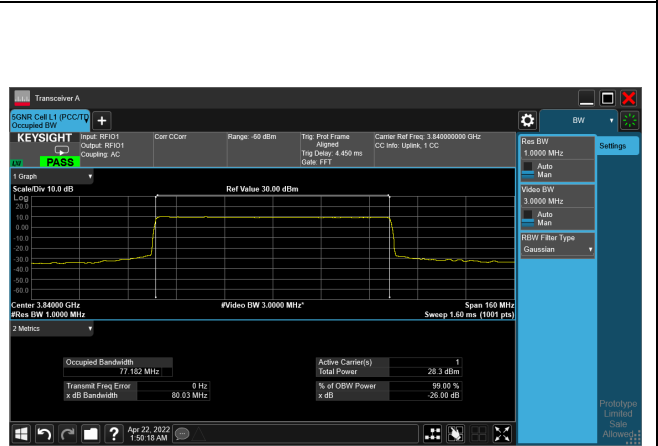 Transceiver A
5GNR Cell L1 (PCC/TD
Occupied BW
BW
KEYSIGHT
LW
PASS
Input: RFIO1
Output: RFIO1
Coupling: AC
Corr CCorr
Range: -60 dBm
Trig: Prot Frame
Aligned
Trig Delay: 4.450 ms
Gate: FFT
Carrier Ref Freq: 3.840000000 GHz
CC Info: Uplink, 1 CC
Res BW
1.0000 MHz
Auto
Man
Settings
Video BW
3.0000 MHz
Auto
Man
RBW Filter Type
Gaussian
1 Graph
Scale/Div 10.0 dB
Ref Value 30.00 dBm
Log
20.0
10.0
0.00
-10.0
-20.0
-30.0
-40.0
-50.0
-60.0
Center 3.84000 GHz
#Video BW 3.0000 MHz*
Span 160 MHz
#Res BW 1.0000 MHz
Sweep 1.60 ms (1001 pts)
2 Metrics
Occupied Bandwidth
77.182 MHz
Active Carrier(s) 1
Total Power 28.3 dBm
Transmit Freq Error 0 Hz
x dB Bandwidth 80.03 MHz
% of OBW Power 99.00 %
x dB -26.00 dB
Prototype
Limited
Sale
Allowed
Apr 22, 2022
1:50:18 AM